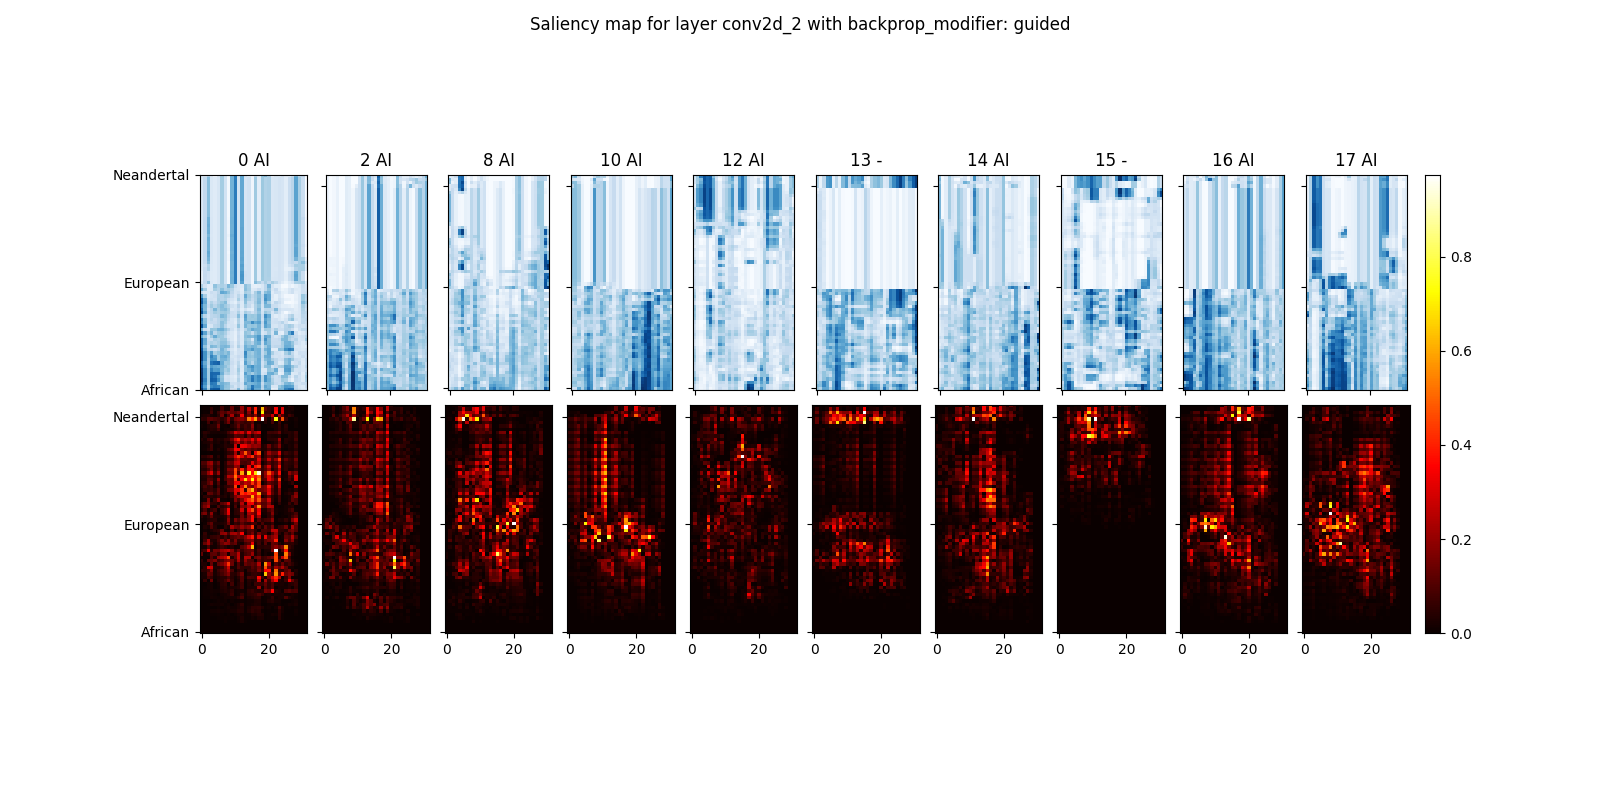 Saliency map for layer conv2d_2 with backprop_modifier: guided
0 AI 2 AI 8 AI 10 AI 12 AI 13 - 14 AI 15 - 16 AI 17 AI
Neandertal
European
African
Neandertal
European
African
0 20 0 20 0 20 0 20 0 20 0 20 0 20 0 20 0 20 0 20
0.8
0.6
0.4
0.2
0.0